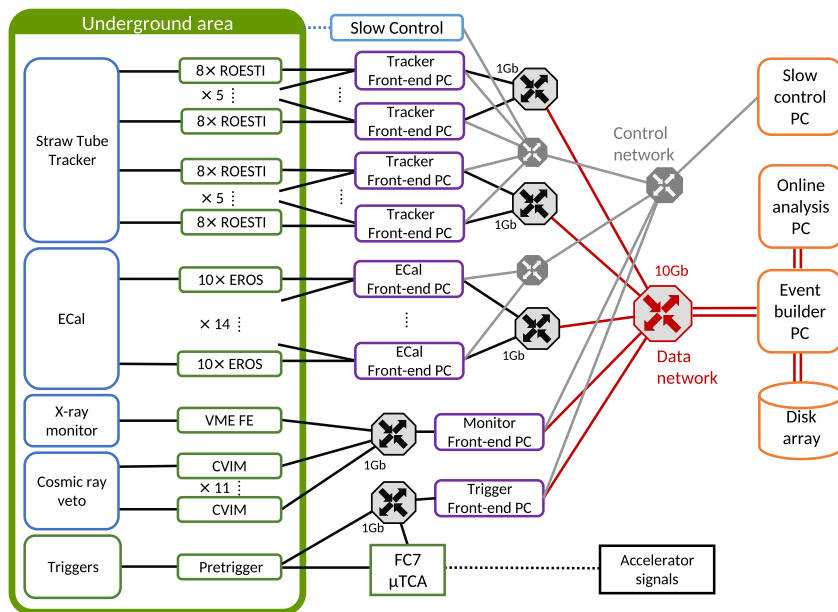 Underground area
Slow Control
Straw Tube
Tracker
8× ROESTI
× 5
8× ROESTI
8× ROESTI
× 5
8× ROESTI
Tracker
Front-end PC
Tracker
Front-end PC
Tracker
Front-end PC
Tracker
Front-end PC
1Gb
1Gb
Control
network
Slow
control
PC
Online
analysis
PC
ECal
10× EROS
× 14
10× EROS
ECal
Front-end PC
ECal
Front-end PC
1Gb
10Gb
Data
network
Event
builder
PC
Disk
array
X-ray
monitor
VME FE
Cosmic ray
veto
CVIM
× 11
CVIM
1Gb
Monitor
Front-end PC
1Gb
Trigger
Front-end PC
Triggers
Pretrigger
FC7
μTCA
Accelerator
signals